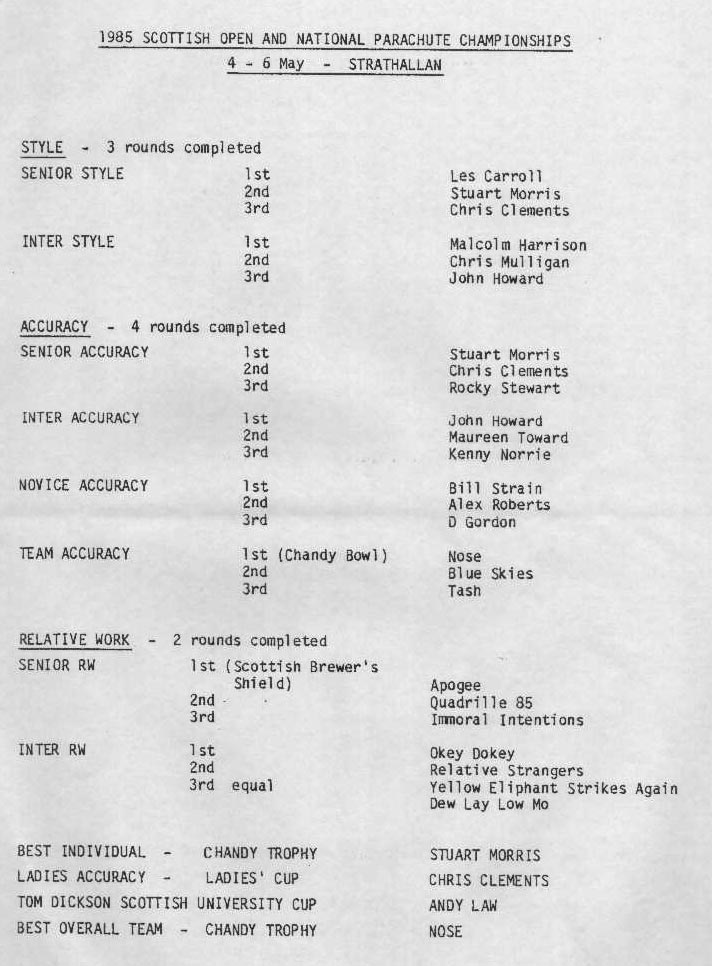 1985 SCOTTISH OPEN AND NATIONAL PARACHUTE CHAMPIONSHIPS
4 - 6 May - STRATHALLAN
STYLE - 3 rounds completed
SENIOR STYLE 1st Les Carroll
2nd Stuart Morris
3rd Chris Clements
INTER STYLE 1st Malcolm Harrison
2nd Chris Mulligan
3rd John Howard
ACCURACY - 4 rounds completed
SENIOR ACCURACY 1st Stuart Morris
2nd Chris Clements
3rd Rocky Stewart
INTER ACCURACY 1st John Howard
2nd Maureen Toward
3rd Kenny Norrie
NOVICE ACCURACY 1st Bill Strain
2nd Alex Roberts
3rd D Gordon
TEAM ACCURACY 1st (Chandy Bowl) Nose
2nd Blue Skies
3rd Tash
RELATIVE WORK - 2 rounds completed
SENIOR RW 1st (Scottish Brewer's
Shield) Apogee
2nd Quadrille 85
3rd Immoral Intentions
INTER RW 1st Okey Dokey
2nd Relative Strangers
3rd equal Yellow Eliphant Strikes Again
Dew Lay Low Mo
BEST INDIVIDUAL - CHANDY TROPHY STUART MORRIS
LADIES ACCURACY - LADIES' CUP CHRIS CLEMENTS
TOM DICKSON SCOTTISH UNIVERSITY CUP ANDY LAW
BEST OVERALL TEAM - CHANDY TROPHY NOSE